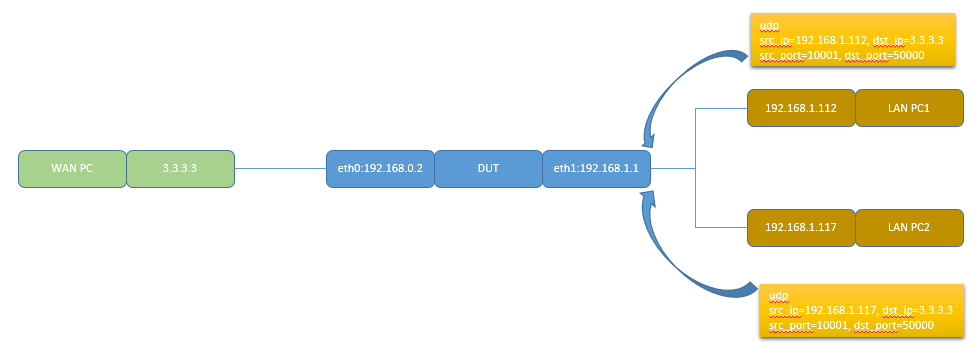 udp
src_ip=192.168.1.112, dst_ip=3.3.3.3
src_port=10001, dst_port=50000
192.168.1.112 LAN PC1
WAN PC 3.3.3.3 eth0:192.168.0.2 DUT eth1:192.168.1.1
192.168.1.117 LAN PC2
udp
src_ip=192.168.1.117, dst_ip=3.3.3.3
src_port=10001, dst_port=50000